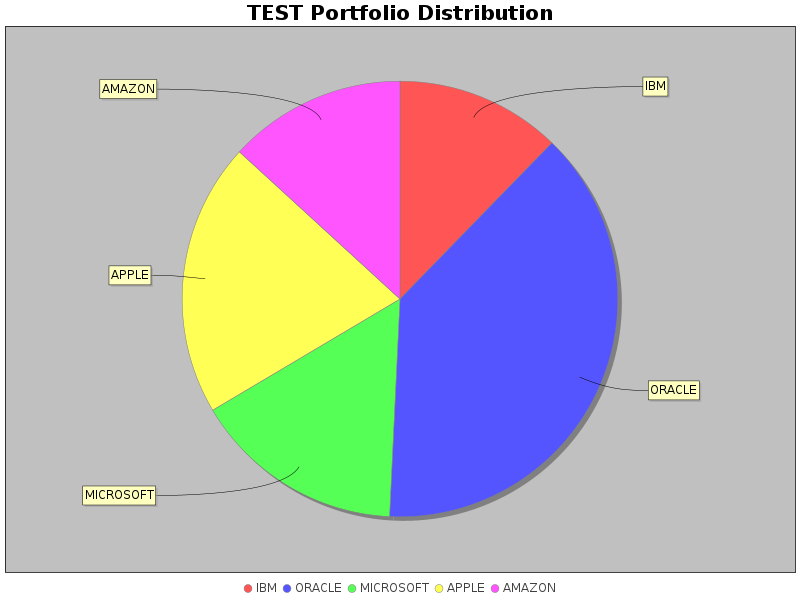 TEST Portfolio Distribution
AMAZON
IBM
APPLE
ORACLE
MICROSOFT
IBM ORACLE MICROSOFT APPLE AMAZON